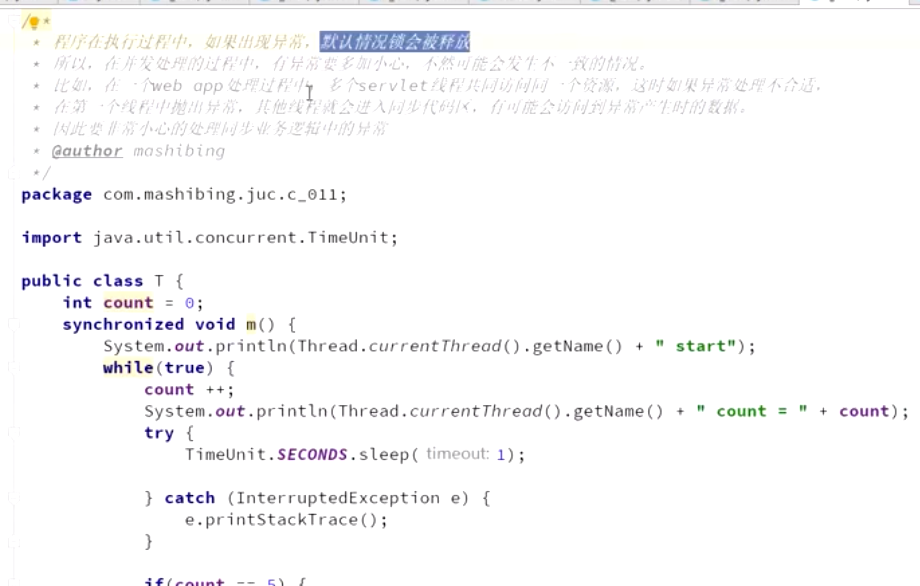 /**
* 程序在执行过程中，如果出现异常，默认情况锁会被释放
* 所以，在并发处理的过程中，有异常要多加小心，不然可能会发生不一致的情况。
* 比如，在一个web app处理过程中，多个servlet线程共同访问同一个资源，这时如果异常处理不合适，
* 在第一个线程中抛出异常，其他线程就会进入同步代码区，有可能会访问到异常产生时的数据。
* 因此要非常小心的处理同步业务逻辑中的异常
* @author mashibing
*/
package com.mashibing.juc.c_011;
import java.util.concurrent.TimeUnit;
public class T {
int count = 0;
synchronized void m() {
System.out.println(Thread.currentThread().getName() + " start");
while(true) {
count ++;
System.out.println(Thread.currentThread().getName() + " count = " + count);
try {
TimeUnit.SECONDS.sleep( timeout: 1);
} catch (InterruptedException e) {
e.printStackTrace();
}
if(count == 5) {